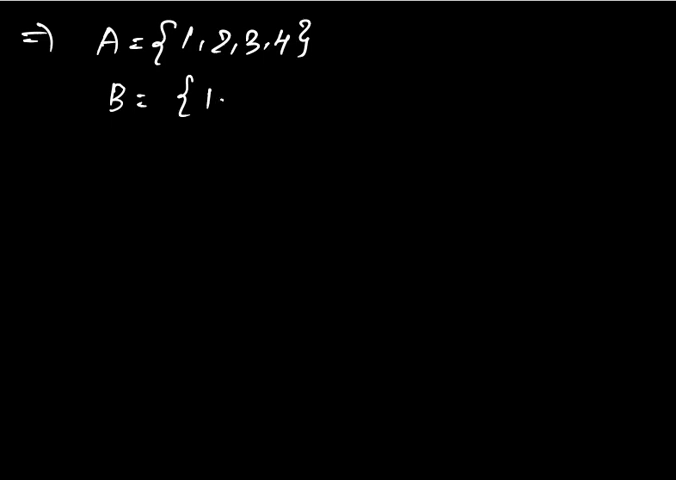 ⇒ A = {1, 2, 3, 4}
B = {1.